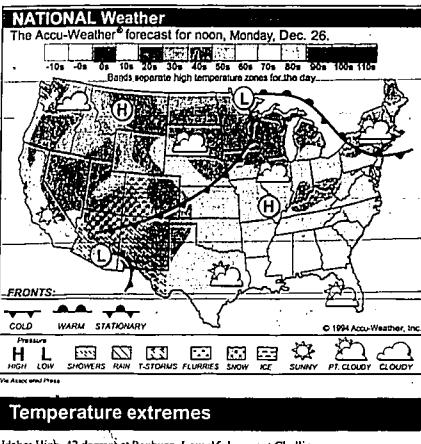 NATIONAL Weather
The Accu-Weather® forecast for noon, Monday, Dec. 26.
-10s -0s 0s 10s 20s 30s 40s 50s 60s 70s 80s 90s 100s 110s
Bands separate high temperature zones for the day.
H
L
H
L
FRONTS:
COLD WARM STATIONARY
© 1994 Accu-Weather, Inc.
Pressure
H L
HIGH LOW SHOWERS RAIN T-STORMS FLURRIES SNOW ICE SUNNY PT. CLOUDY CLOUDY
Via Associated Press
Temperature extremes